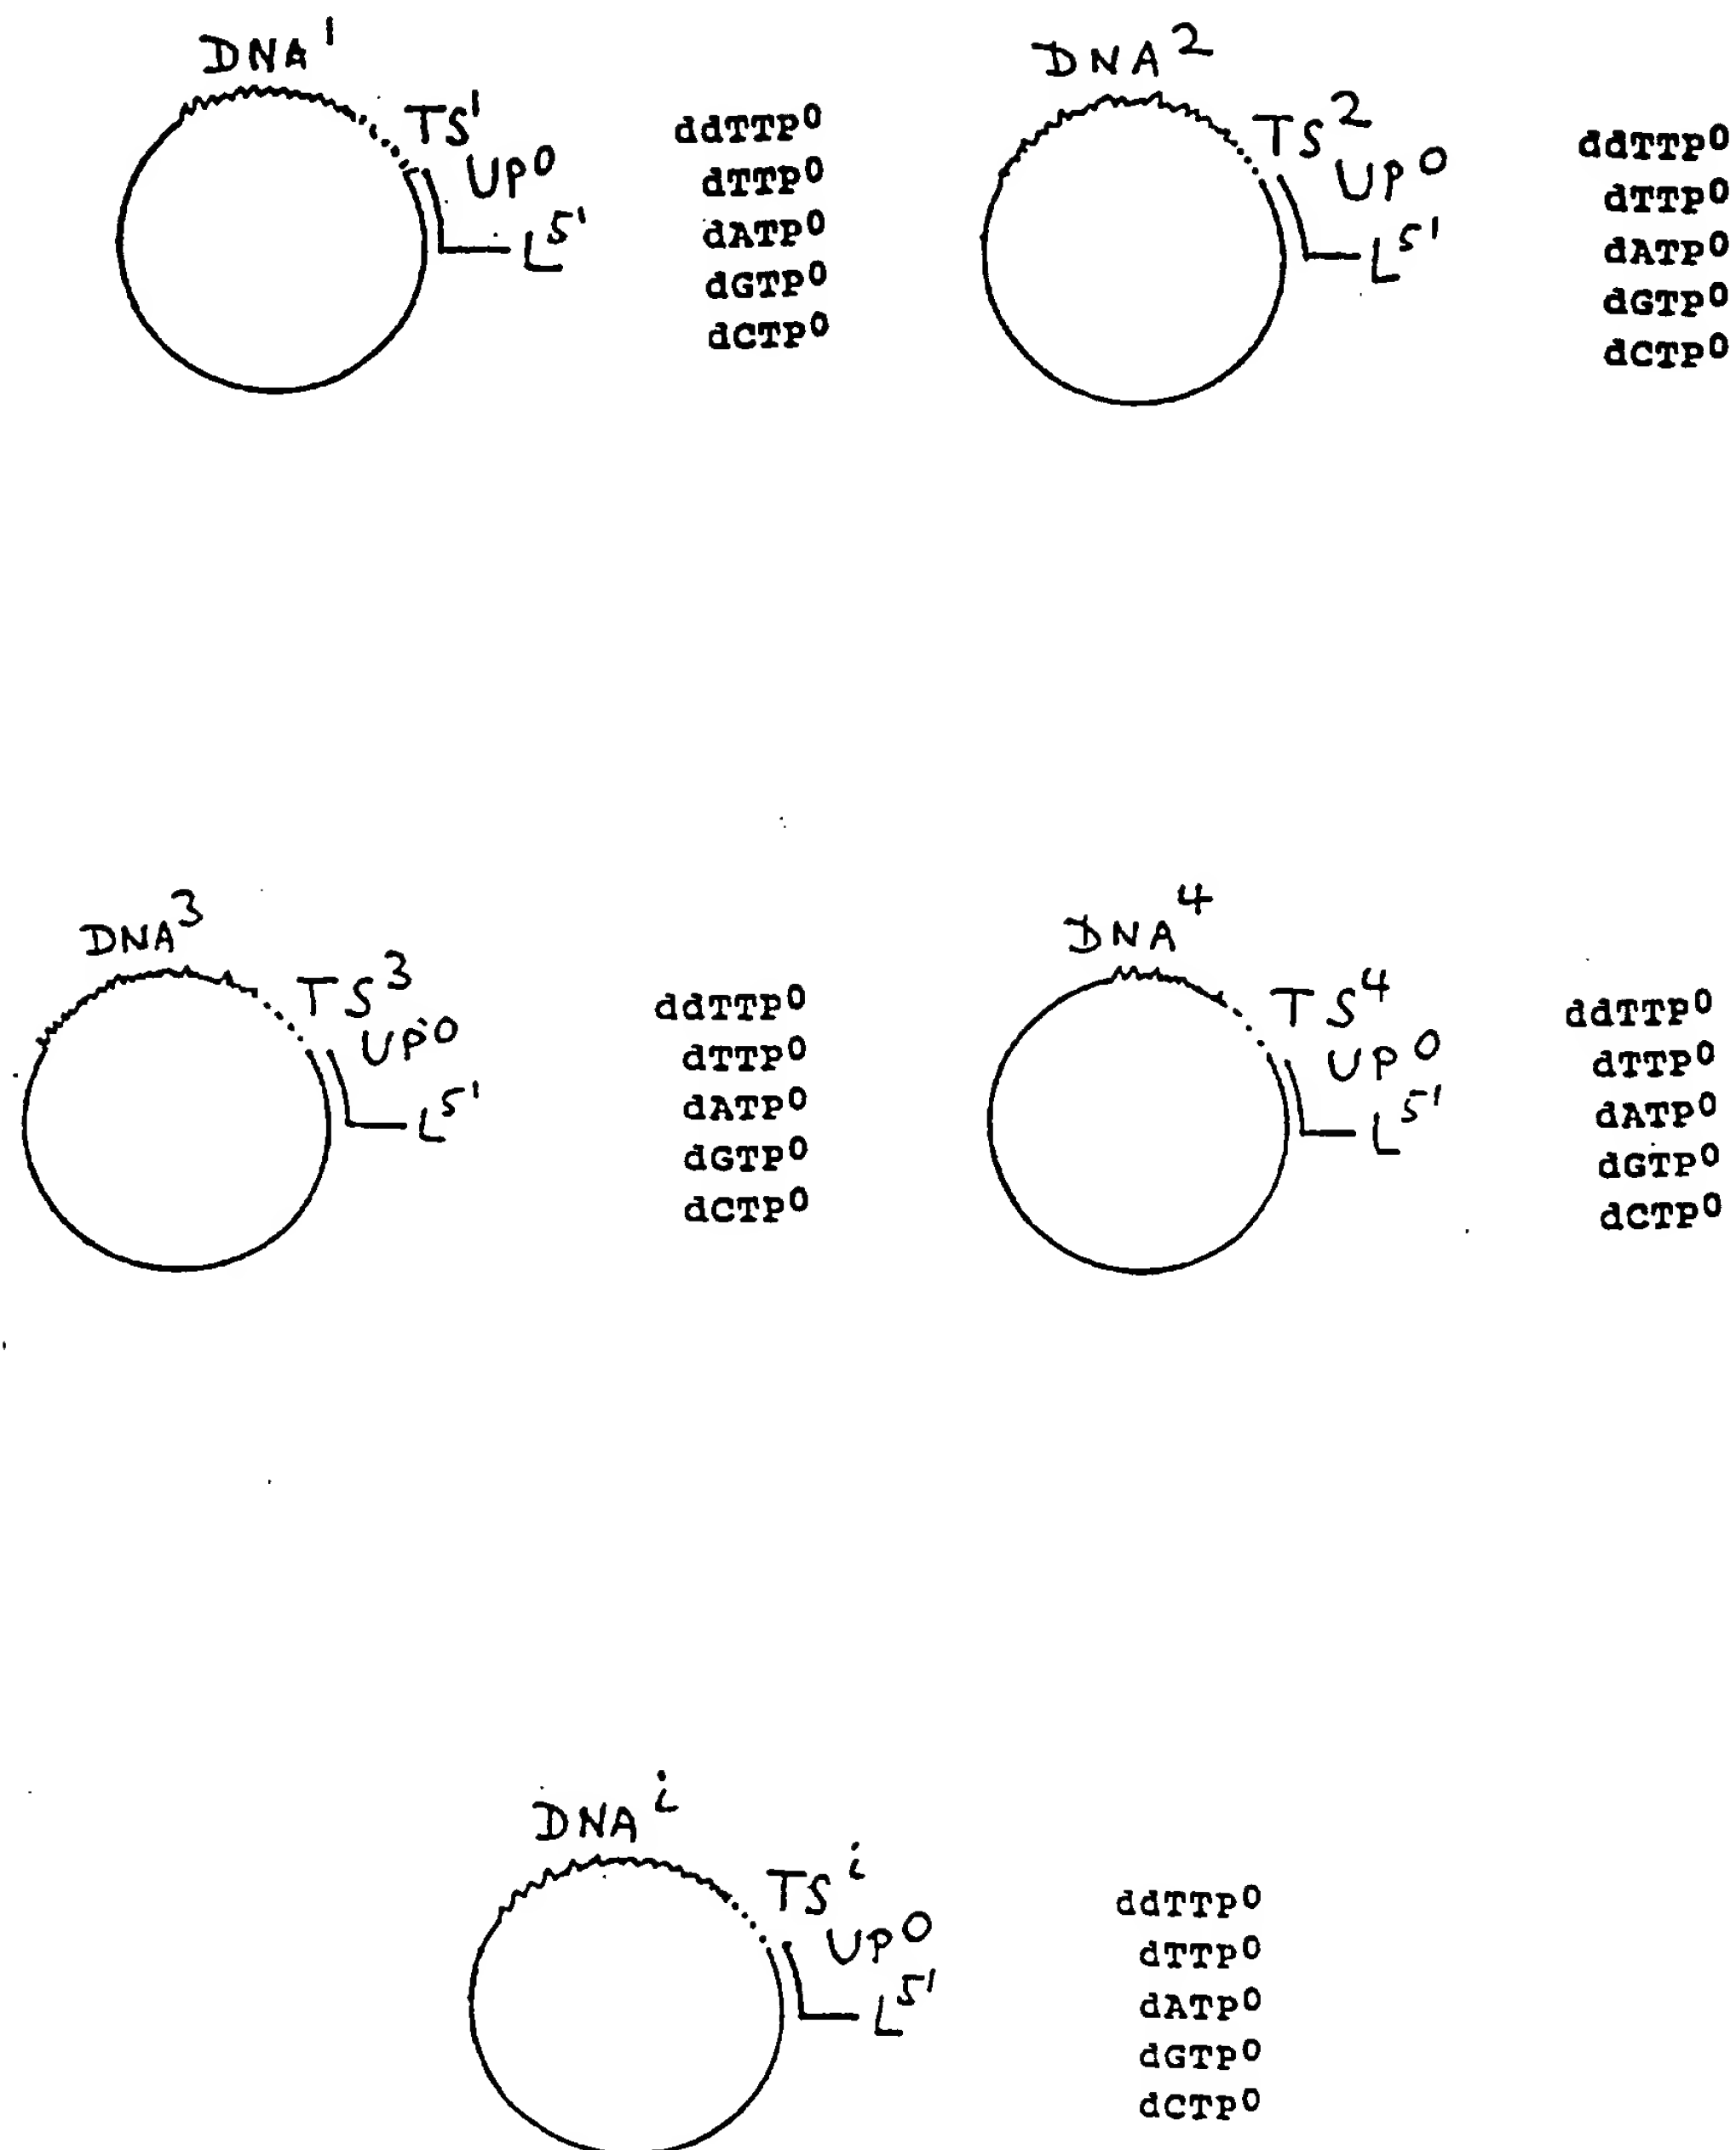 DNA¹
TS¹
UP⁰
L⁵'
ddTTP⁰
dTTP⁰
dATP⁰
dGTP⁰
dCTP⁰
DNA²
TS²
UP⁰
L⁵'
ddTTP⁰
dTTP⁰
dATP⁰
dGTP⁰
dCTP⁰
DNA³
TS³
UP⁰
L⁵'
ddTTP⁰
dTTP⁰
dATP⁰
dGTP⁰
dCTP⁰
DNA⁴
TS⁴
UP⁰
L⁵'
ddTTP⁰
dTTP⁰
dATP⁰
dGTP⁰
dCTP⁰
DNAⁱ
TSⁱ
UP⁰
L⁵'
ddTTP⁰
dTTP⁰
dATP⁰
dGTP⁰
dCTP⁰